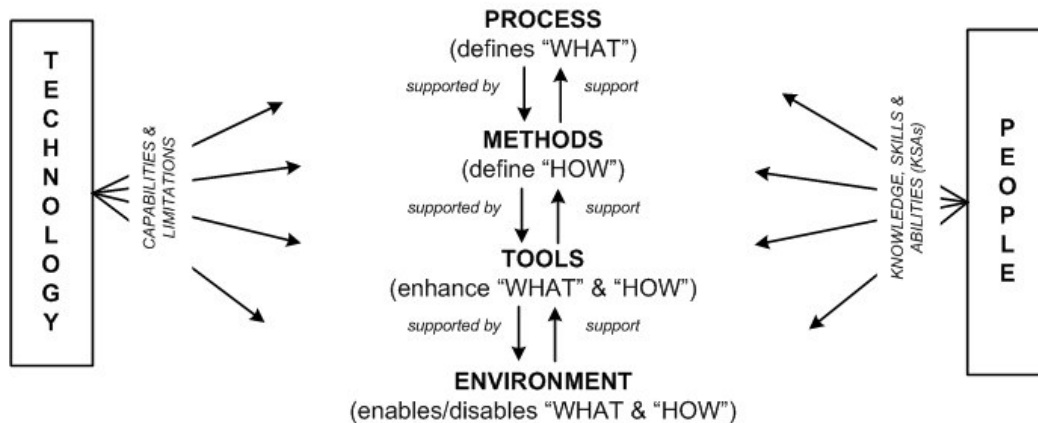 PROCESS
(defines “WHAT”)
supported by
support
METHODS
(define “HOW”)
supported by
support
TOOLS
(enhance “WHAT” & “HOW”)
supported by
support
ENVIRONMENT
(enables/disables “WHAT & “HOW”)
TECHNOLOGY
CAPABILITIES &
LIMITATIONS
KNOWLEDGE, SKILLS &
ABILITIES (KSAs)
PEOPLE